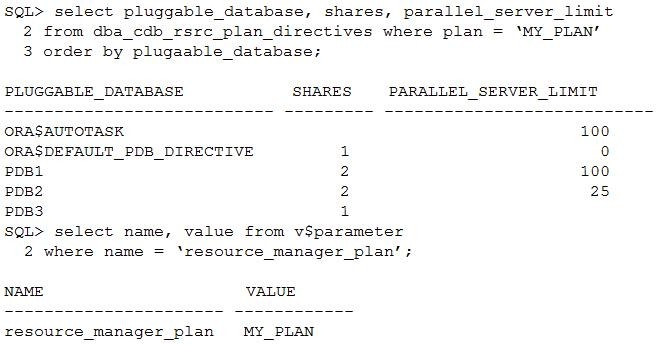 SQL> select pluggable_database, shares, parallel_server_limit
2 from dba_cdb_rsrc_plan_directives where plan = ‘MY_PLAN’
3 order by plugaable_database;
PLUGGABLE_DATABASE SHARES PARALLEL_SERVER_LIMIT
--------------------------- --------- ---------------------------
ORA$AUTOTASK 100
ORA$DEFAULT_PDB_DIRECTIVE 1 0
PDB1 2 100
PDB2 2 25
PDB3 1
SQL> select name, value from v$parameter
2 where name = ‘resource_manager_plan’;
NAME VALUE
---------------------- ------------
resource_manager_plan MY_PLAN